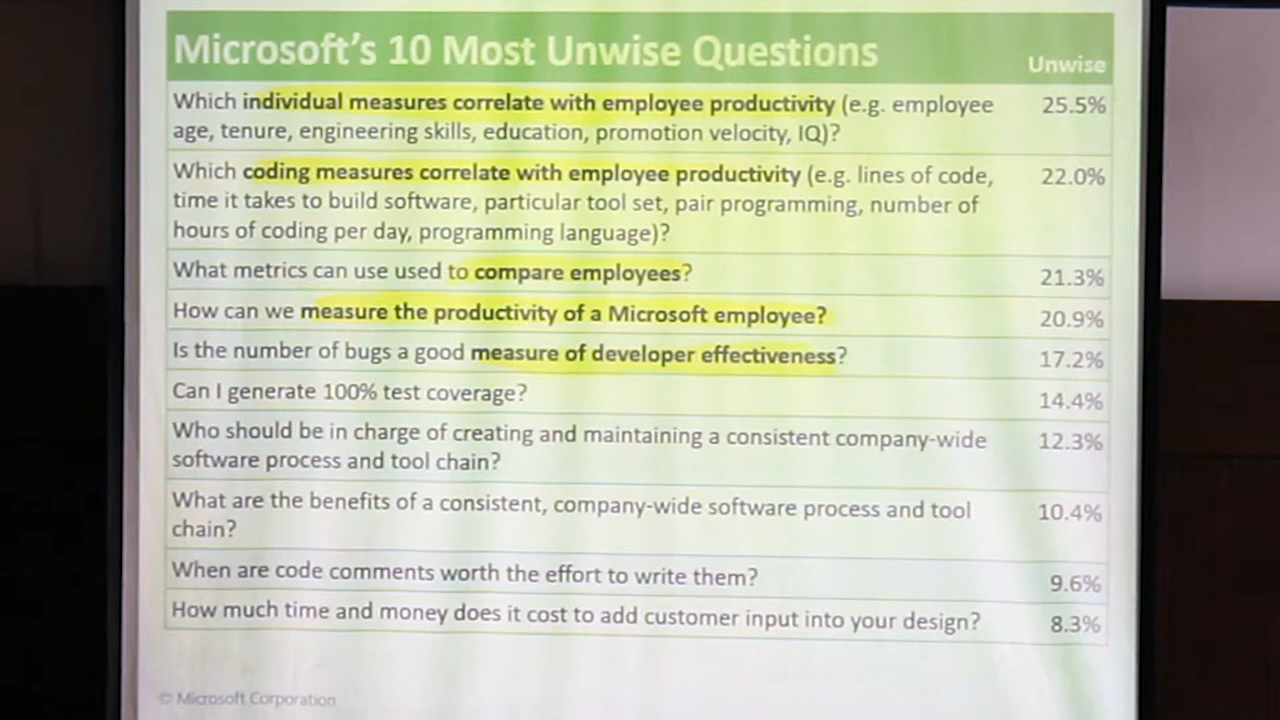 Microsoft's 10 Most Unwise Questions Unwise
Which individual measures correlate with employee productivity (e.g. employee 25.5%
age, tenure, engineering skills, education, promotion velocity, IQ)?
Which coding measures correlate with employee productivity (e.g. lines of code, 22.0%
time it takes to build software, particular tool set, pair programming, number of
hours of coding per day, programming language)?
What metrics can use used to compare employees? 21.3%
How can we measure the productivity of a Microsoft employee? 20.9%
Is the number of bugs a good measure of developer effectiveness? 17.2%
Can I generate 100% test coverage? 14.4%
Who should be in charge of creating and maintaining a consistent company-wide 12.3%
software process and tool chain?
What are the benefits of a consistent, company-wide software process and tool 10.4%
chain?
When are code comments worth the effort to write them? 9.6%
How much time and money does it cost to add customer input into your design? 8.3%
© Microsoft Corporation